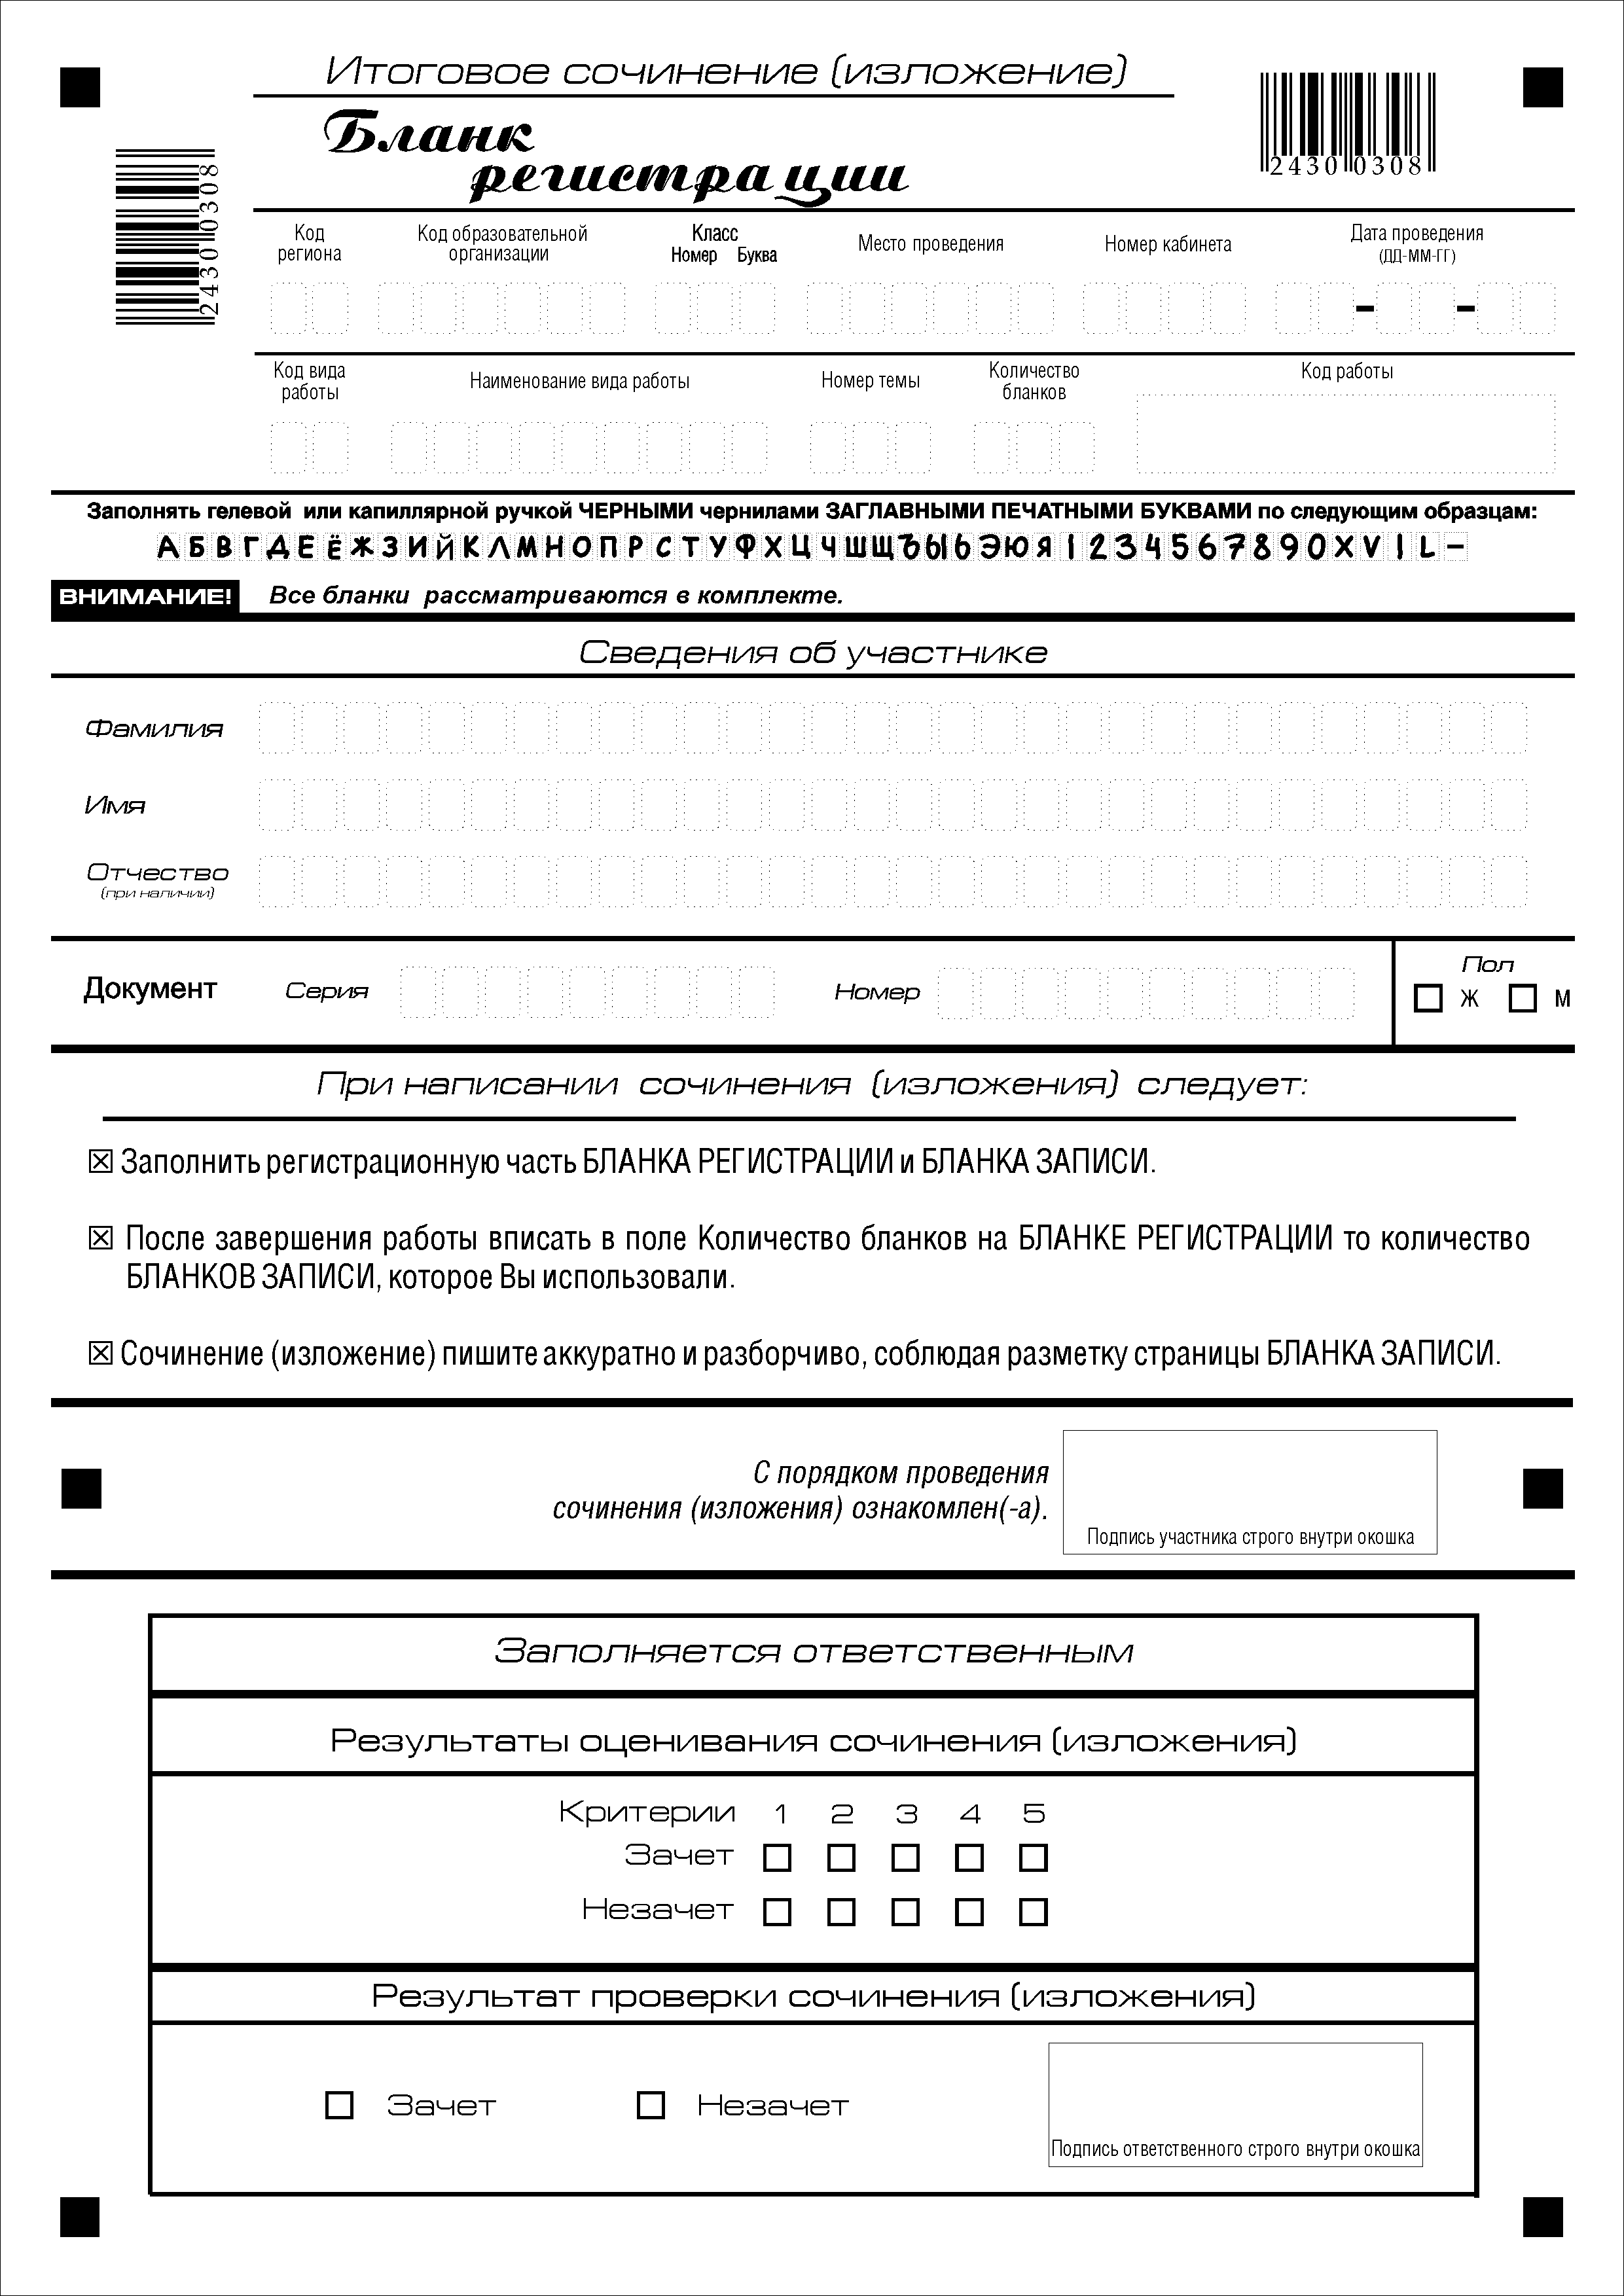 Итоговое сочинение (изложение)
Бланк
регистрации
2430 0308
2430 0308
Код региона
Код образовательной организации
Класс
Номер Буква
Место проведения
Номер кабинета
Дата проведения
(ДД-ММ-ГГ)
Код вида работы
Наименование вида работы
Номер темы
Количество бланков
Код работы
Заполнять гелевой или капиллярной ручкой ЧЕРНЫМИ чернилами ЗАГЛАВНЫМИ ПЕЧАТНЫМИ БУКВАМИ по следующим образцам:
А Б В Г Д Е Ё Ж З И Й К Л М Н О П Р С Т У Ф Х Ц Ч Ш Щ Ъ Ы Ь Э Ю Я 1 2 3 4 5 6 7 8 9 0 X V I L -
ВНИМАНИЕ! Все бланки рассматриваются в комплекте.
Сведения об участнике
Фамилия
Имя
Отчество
(при наличии)
Документ Серия Номер
Пол
Ж М
При написании сочинения (изложения) следует:
Заполнить регистрационную часть БЛАНКА РЕГИСТРАЦИИ и БЛАНКА ЗАПИСИ.
После завершения работы вписать в поле Количество бланков на БЛАНКЕ РЕГИСТРАЦИИ то количество
БЛАНКОВ ЗАПИСИ, которое Вы использовали.
Сочинение (изложение) пишите аккуратно и разборчиво, соблюдая разметку страницы БЛАНКА ЗАПИСИ.
С порядком проведения
сочинения (изложения) ознакомлен(-а).
Подпись участника строго внутри окошка
Заполняется ответственным
Результаты оценивания сочинения (изложения)
Критерии 1 2 3 4 5
Зачет
Незачет
Результат проверки сочинения (изложения)
Зачет Незачет
Подпись ответственного строго внутри окошка